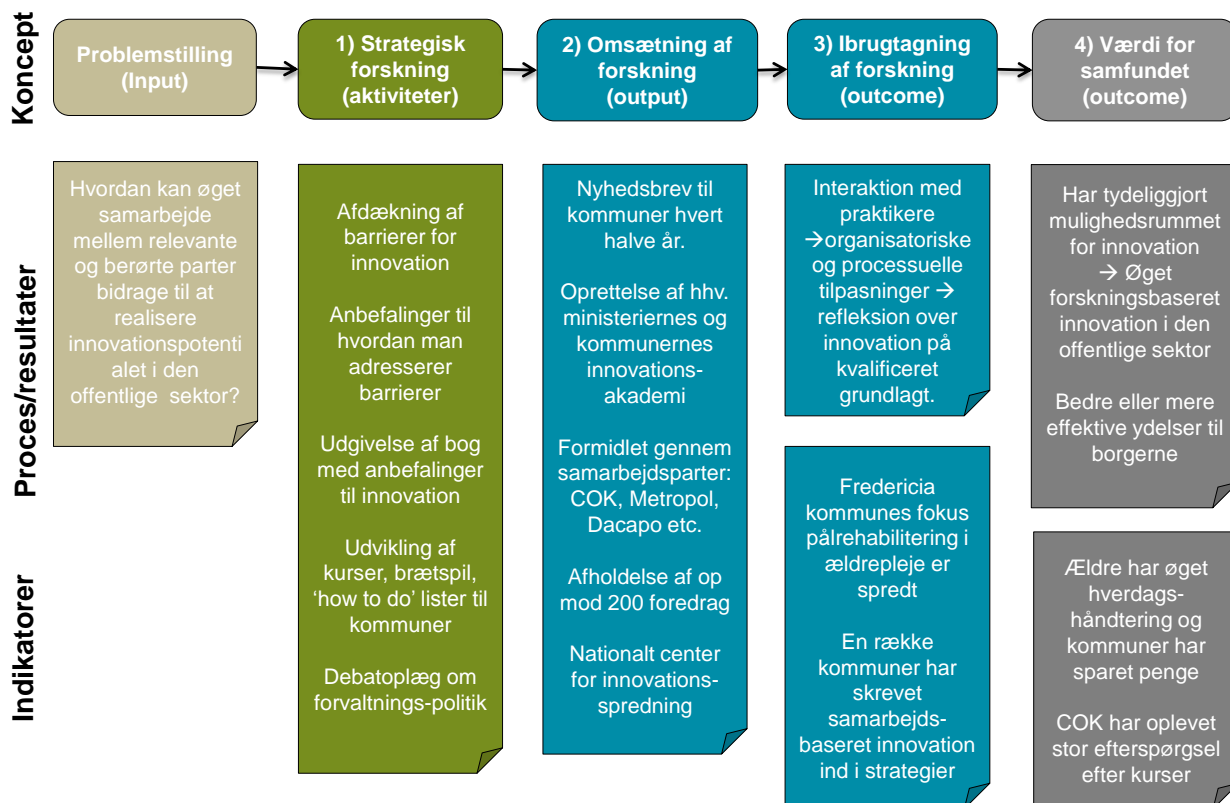 Koncept
Problemstilling
(Input)
1) Strategisk
forskning
(aktiviteter)
2) Omsætning af
forskning
(output)
3) Ibrugtagning
af forskning
(outcome)
4) Værdi for
samfundet
(outcome)
Proces/resultater
Hvordan kan øget
samarbejde
mellem relevante
og berørte parter
bidrage til at
realisere
innovationspotenti
alet i den
offentlige sektor?
Afdækning af
barrierer for
innovation
Anbefalinger til
hvordan man
adresserer
barrierer
Udgivelse af bog
med anbefalinger
til innovation
Udvikling af
kurser, brætspil,
‘how to do’ lister til
kommuner
Debatoplæg om
forvaltnings-politik
Nyhedsbrev til
kommuner hvert
halve år.
Oprettelse af hhv.
ministeriernes og
kommunernes
innovations-
akademi
Formidlet gennem
samarbejdsparter:
COK, Metropol,
Dacapo etc.
Afholdelse af op
mod 200 foredrag
Nationalt center
for innovations-
spredning
Interaktion med
praktikere
→organisatoriske
og processuelle
tilpasninger →
refleksion over
innovation på
kvalificeret
grundlagt.
Har tydeliggjort
mulighedsrummet
for innovation
→ Øget
forskningsbaseret
innovation i den
offentlige sektor
Bedre eller mere
effektive ydelser til
borgerne
Indikatorer
Fredericia
kommunes fokus
pårehabilitering i
ældrepleje er
spredt
En række
kommuner har
skrevet
samarbejds-
baseret innovation
ind i strategier
Ældre har øget
hverdags-
håndtering og
kommuner har
sparet penge
COK har oplevet
stor efterspørgsel
efter kurser